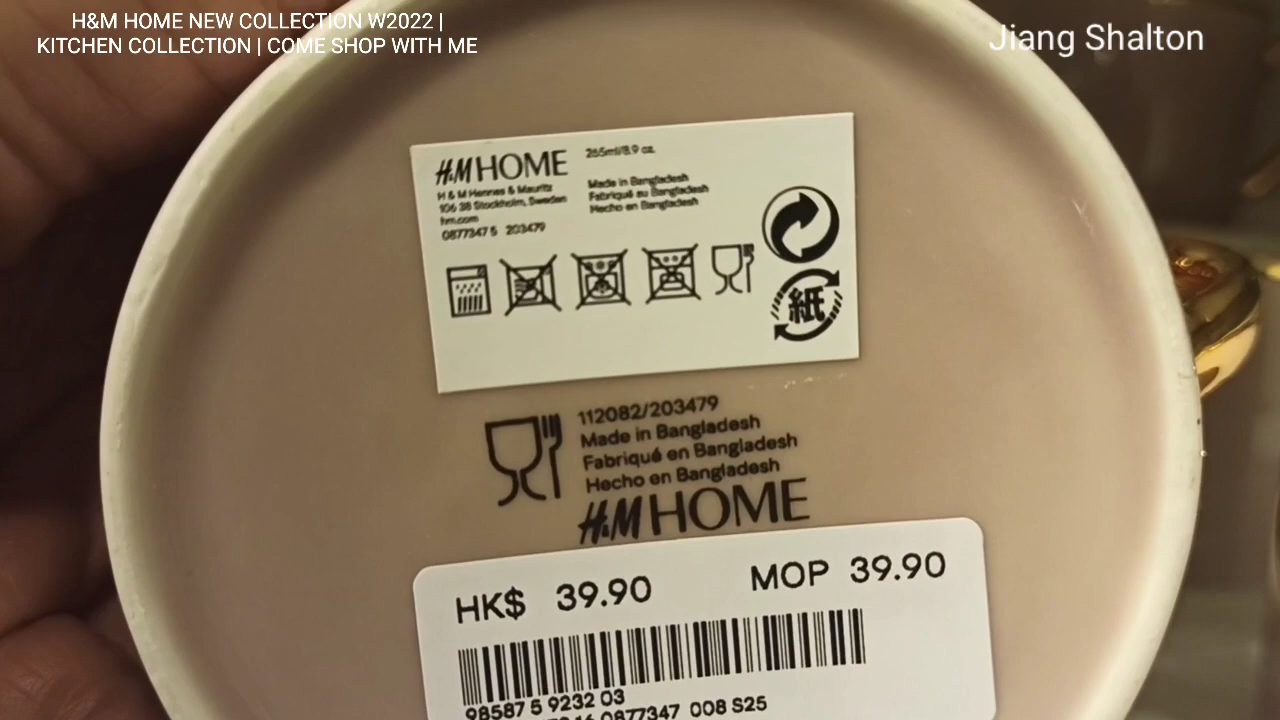 H&M HOME NEW COLLECTION W2022 |
KITCHEN COLLECTION | COME SHOP WITH ME
Jiang Shalton
H&M HOME
265ml/8.9 oz.
H & M Hennes & Mauritz
106 38 Stockholm, Sweden
hm.com
0877347 5 203479
Made in Bangladesh
Fabriqué au Bangladesh
Hecho en Bangladesh
紙
112082/203479
Made in Bangladesh
Fabriqué en Bangladesh
Hecho en Bangladesh
H&M HOME
HK$ 39.90 MOP 39.90
98587 5 9232 03
0877347 008 S25